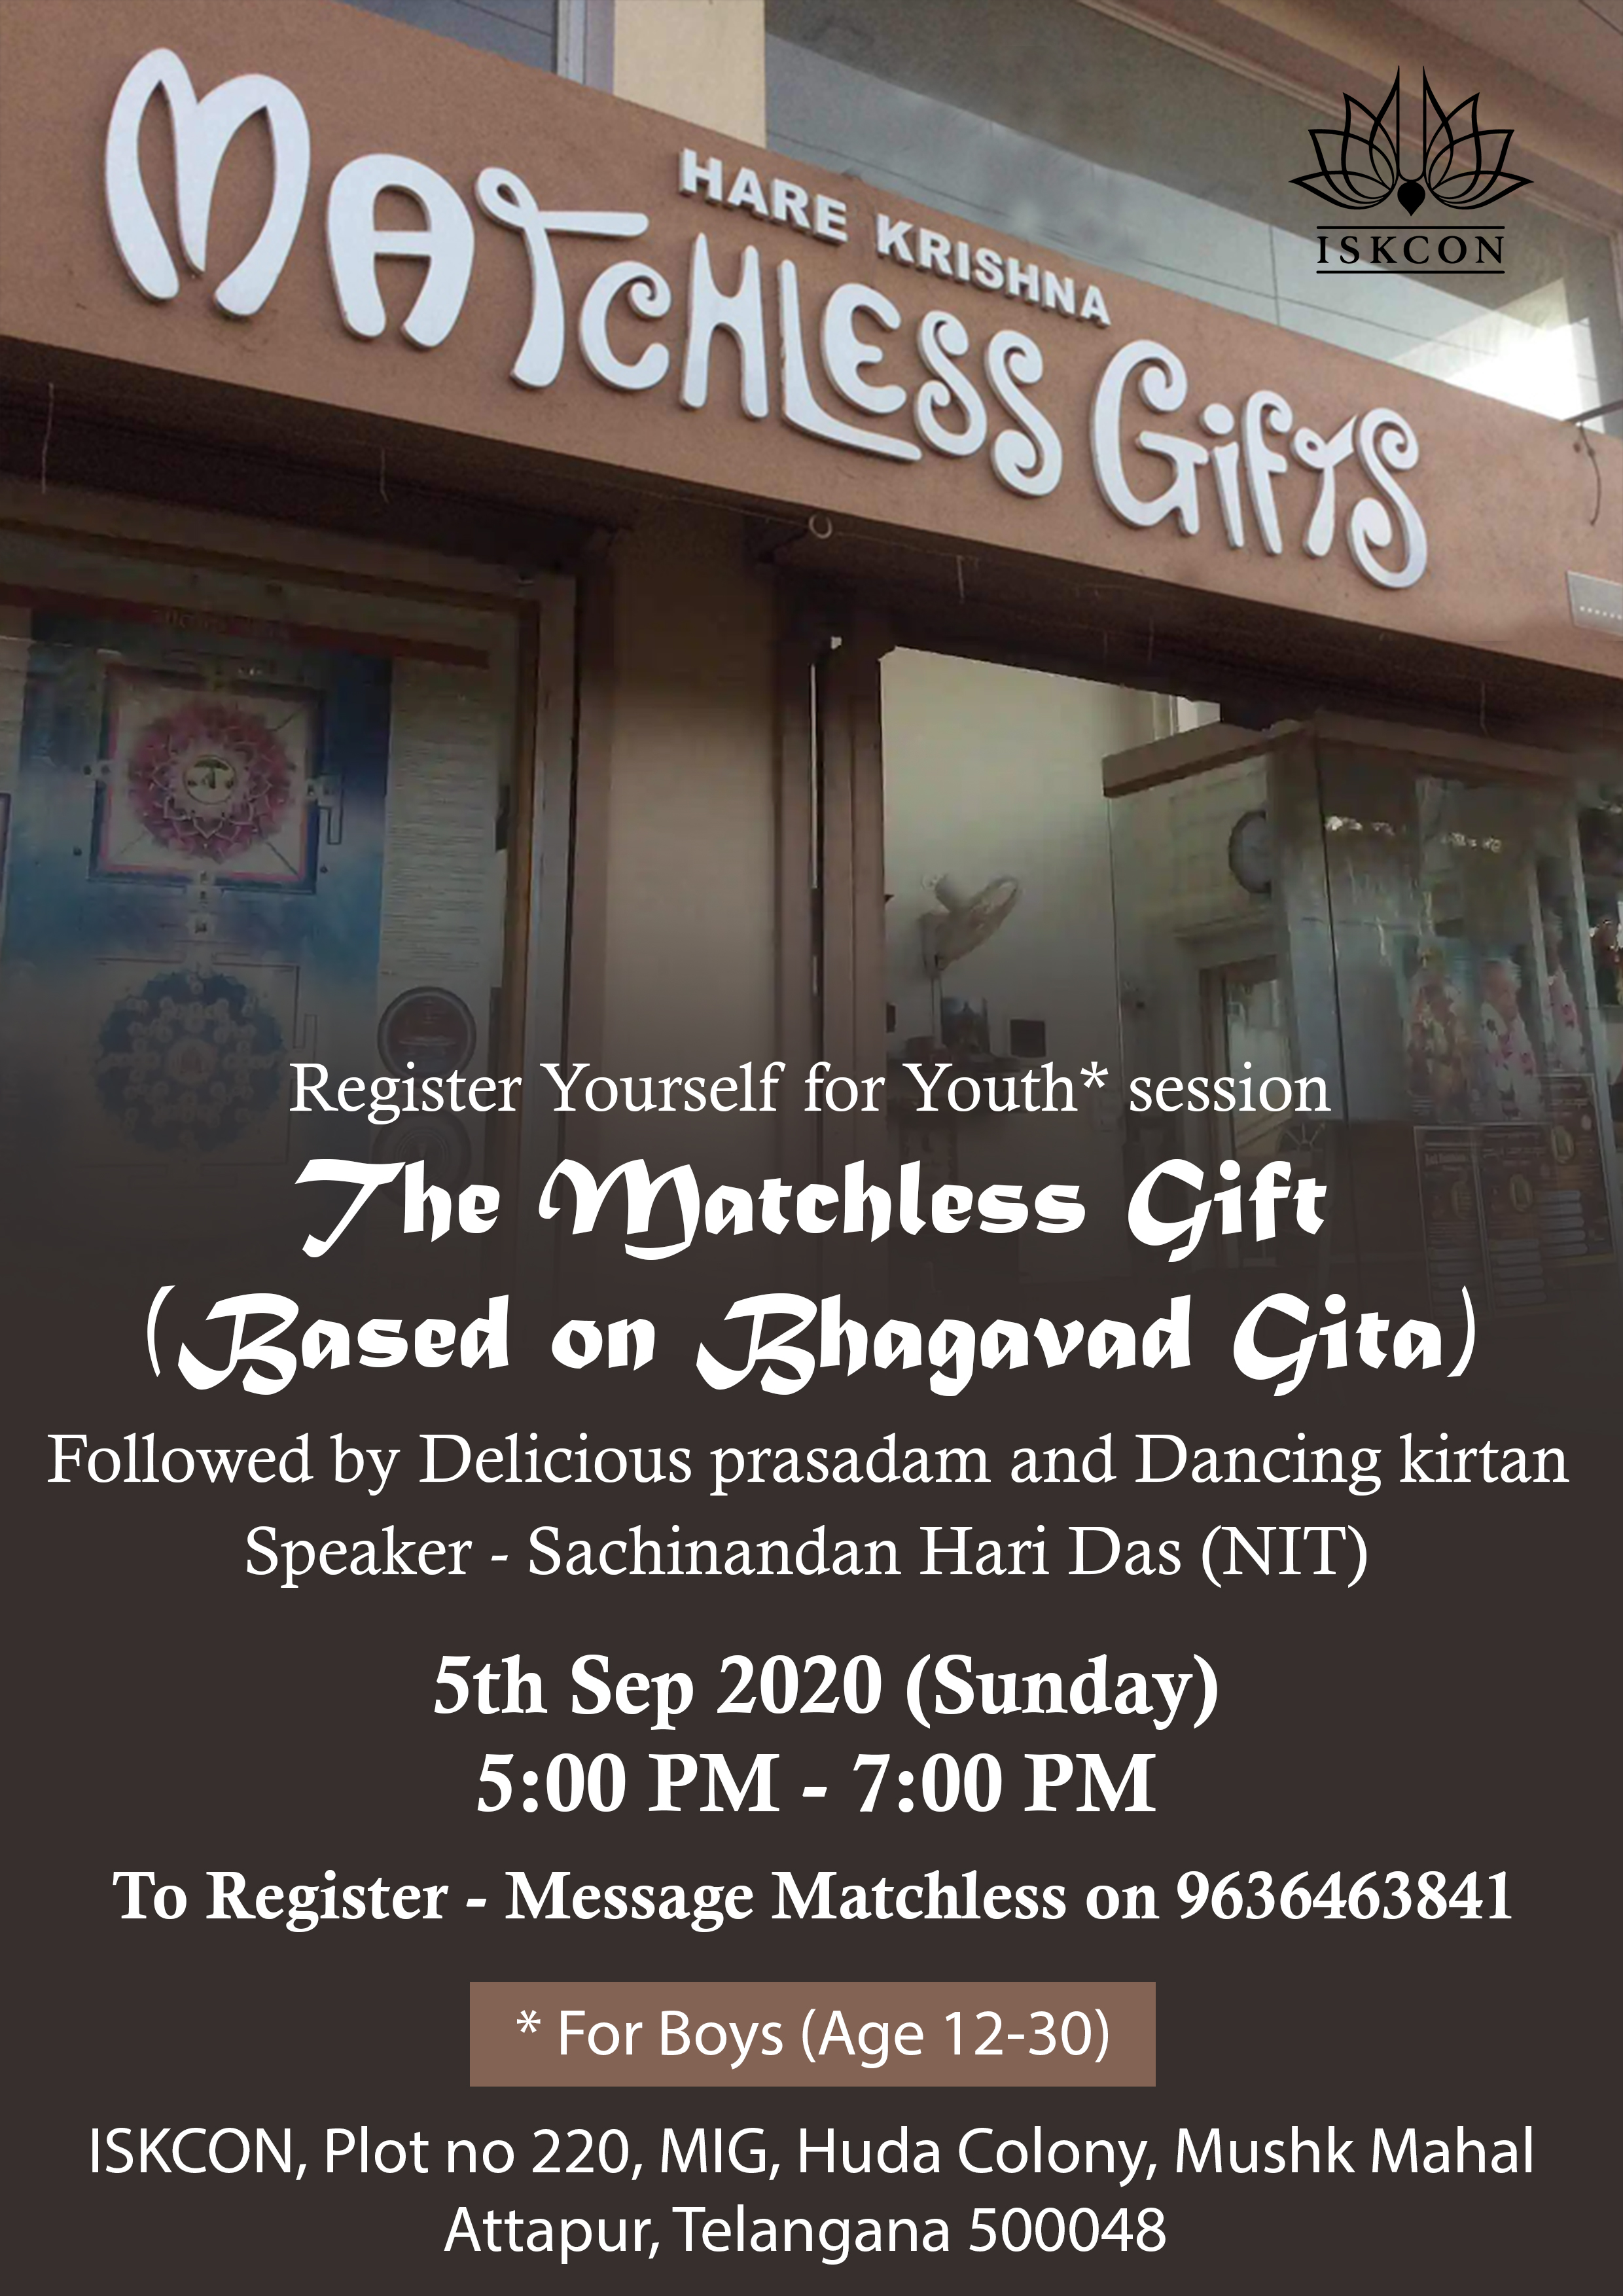 HARE KRISHNA
MATCHLESS GIFTS
ISKCON
Register Yourself for Youth* session
The Matchless Gift
(Based on Bhagavad Gita)
Followed by Delicious prasadam and Dancing kirtan
Speaker - Sachinandan Hari Das (NIT)
5th Sep 2020 (Sunday)
5:00 PM - 7:00 PM
To Register - Message Matchless on 9636463841
* For Boys (Age 12-30)
ISKCON, Plot no 220, MIG, Huda Colony, Mushk Mahal
Attapur, Telangana 500048